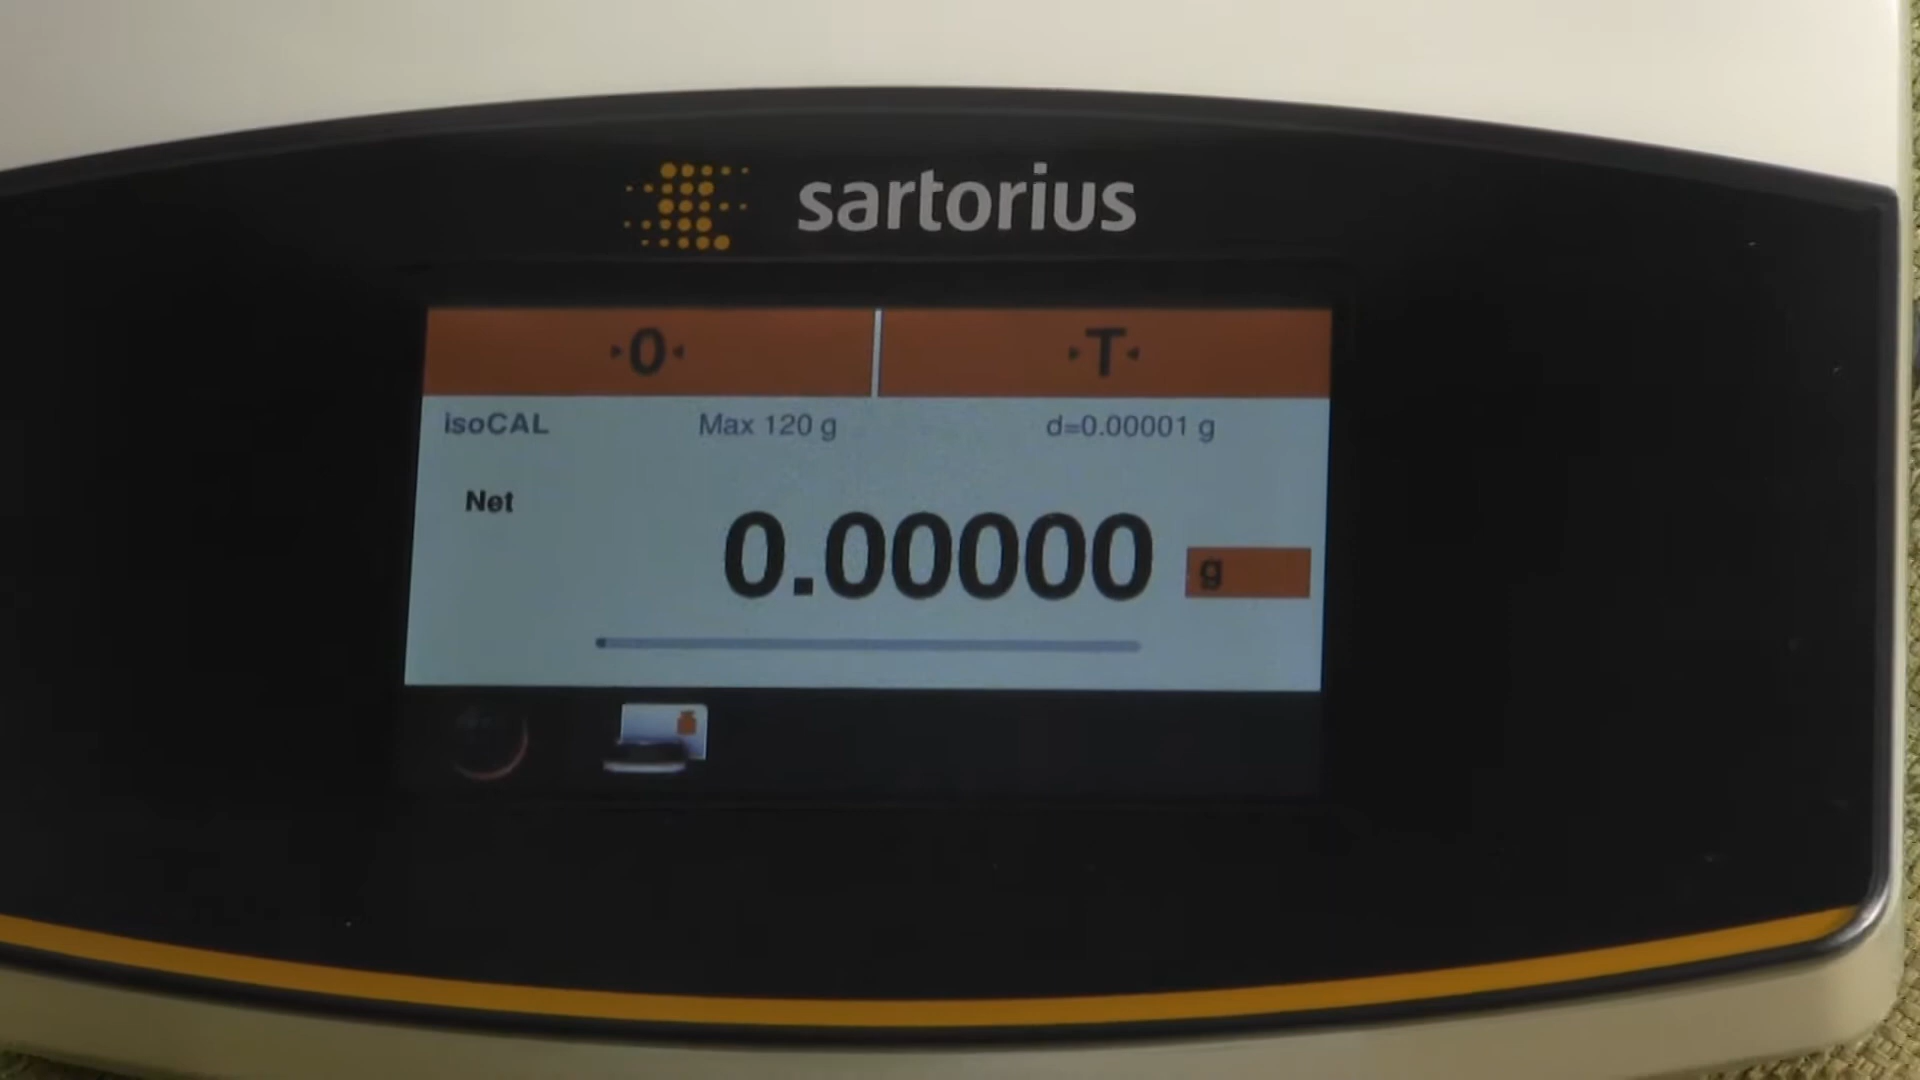 sartorius
0 T
isoCAL Max 120 g d=0.00001 g
Net
0.00000 g